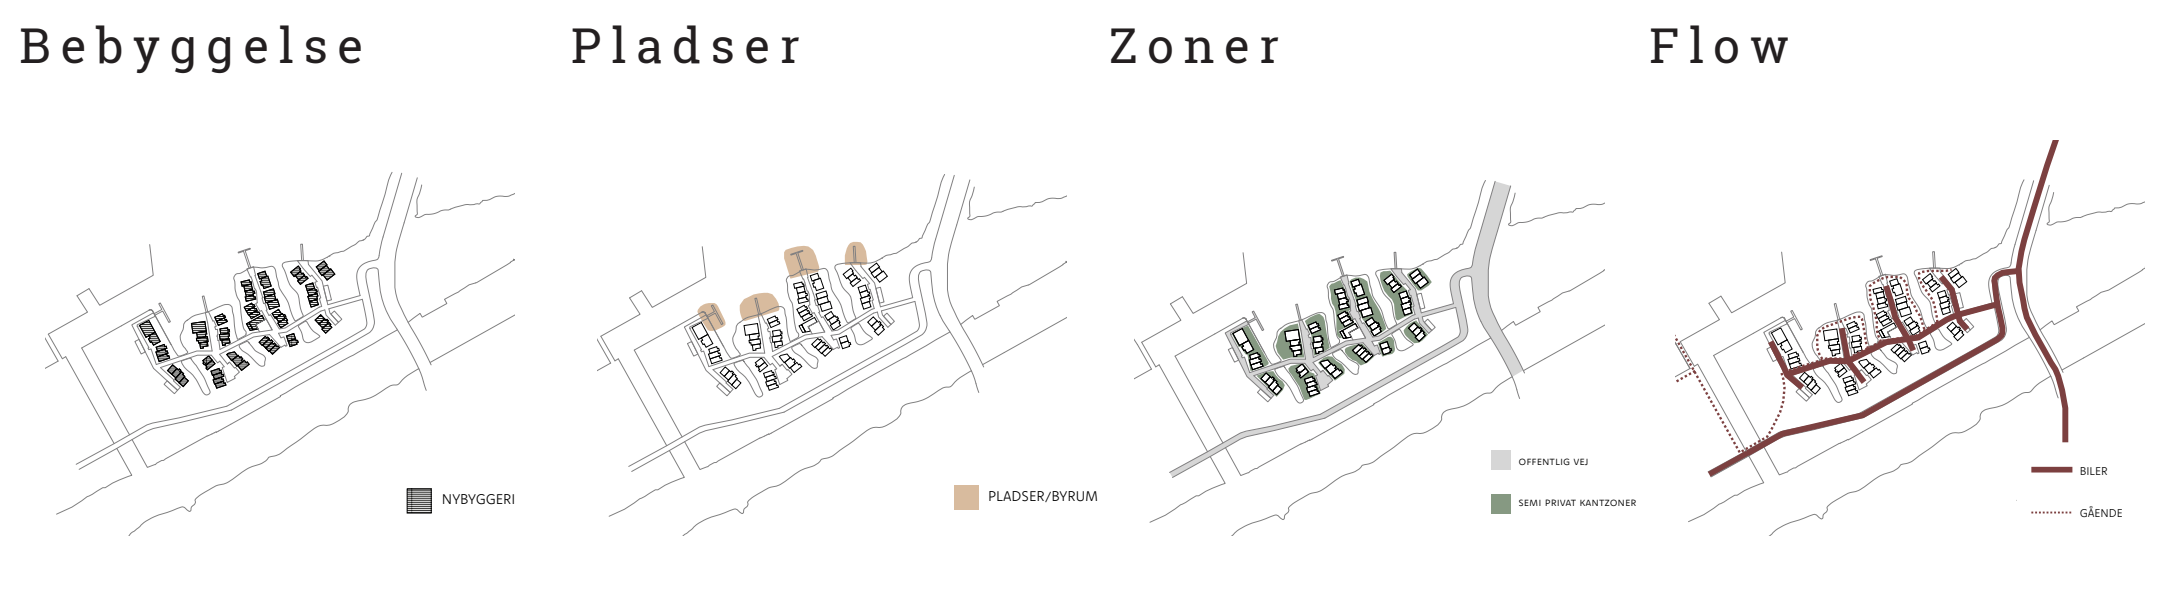 Bebyggelse
Pladser
Zoner
Flow
NYBYGGERI
PLADSER/BYRUM
OFFENTLIG VEJ
SEMI PRIVAT KANTZONER
BILER
GÅENDE